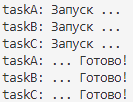 taskA: Запуск ...
taskB: Запуск ...
taskC: Запуск ...
taskA: ... Готово!
taskB: ... Готово!
taskC: ... Готово!